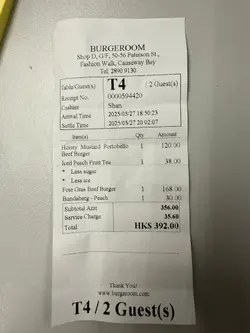 BURGEROOM
Shop D, G/F, 50-56 Paterson St.,
Fashion Walk, Causeway Bay
Tel: 2890 9130
Table/Guest(s) T4 / 2 Guest(s)
Receipt No. 0000594420
Cashier Shan
Arrival Time 2025/05/27 18:50:23
Settle Time 2025/05/27 20:02:07
Item(s) Qty Amount
Honey Mustard Portobello 1 120.00
Beef Burger
Iced Peach Fruit Tea 1 38.00
* Less sugar
* Less ice
Foie Gras Beef Burger 1 168.00
Bundaberg - Peach 1 30.00
Subtotal Amt 356.00
Service Charge 35.60
Total HK$ 392.00
Thank You!
www.burgeroom.com
T4 / 2 Guest(s)